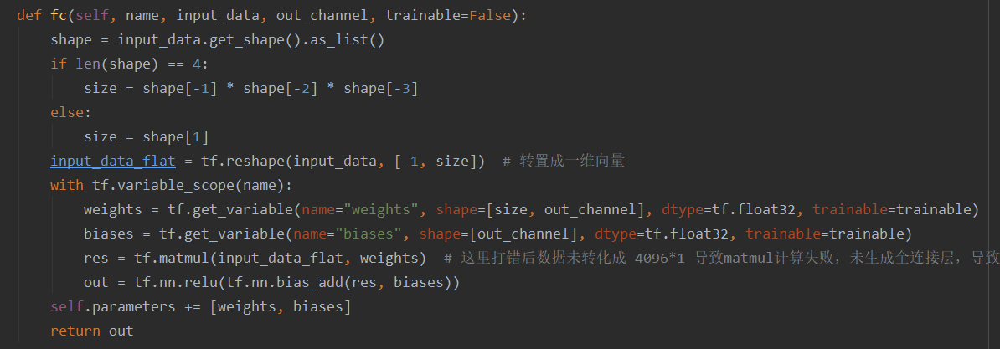 def fc(self, name, input_data, out_channel, trainable=False):
shape = input_data.get_shape().as_list()
if len(shape) == 4:
size = shape[-1] * shape[-2] * shape[-3]
else:
size = shape[1]
input_data_flat = tf.reshape(input_data, [-1, size])  # 转置成一维向量
with tf.variable_scope(name):
weights = tf.get_variable(name="weights", shape=[size, out_channel], dtype=tf.float32, trainable=trainable)
biases = tf.get_variable(name="biases", shape=[out_channel], dtype=tf.float32, trainable=trainable)
res = tf.matmul(input_data_flat, weights)  # 这里打错后数据未转化成 4096*1 导致matmul计算失败，未生成全连接层，导致
out = tf.nn.relu(tf.nn.bias_add(res, biases))
self.parameters += [weights, biases]
return out